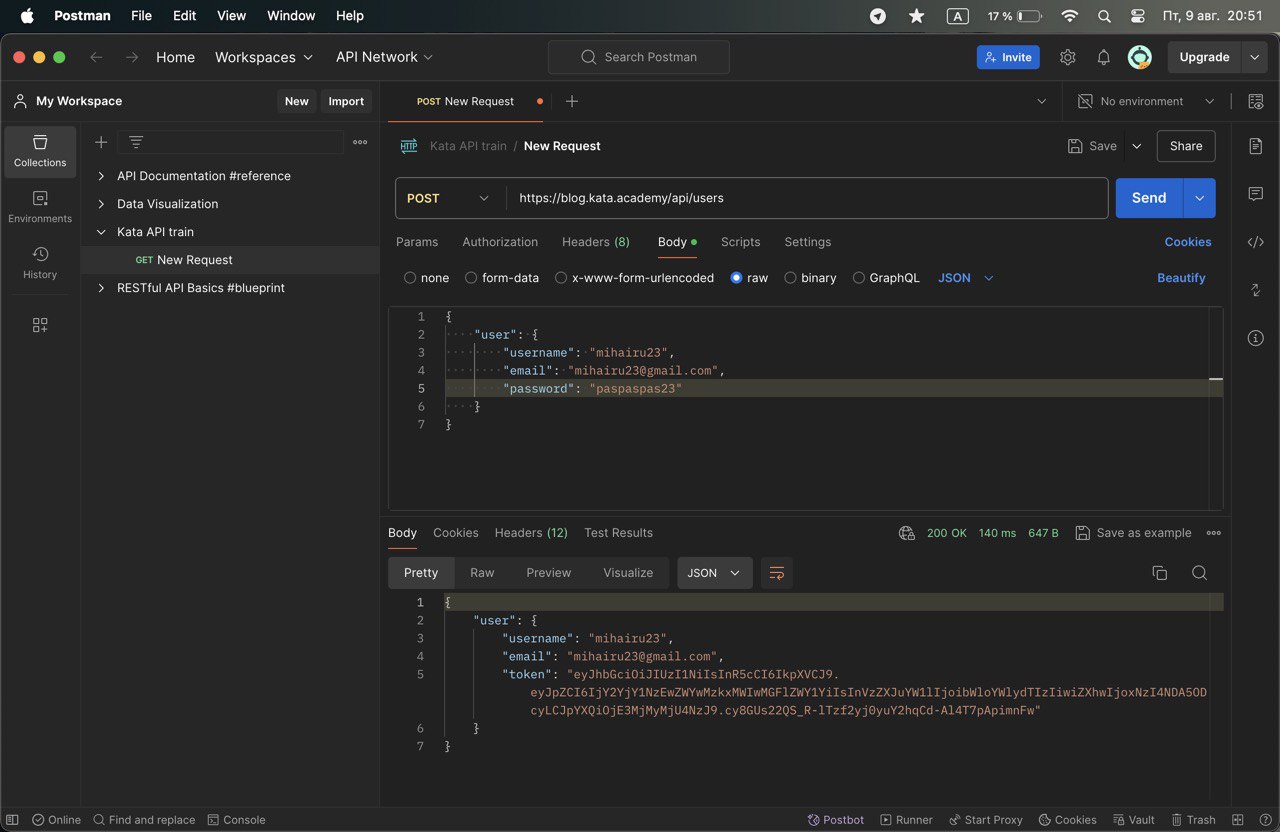 Postman File Edit View Window Help A 17 % Пт, 9 авг. 20:51
Home Workspaces API Network Search Postman Invite Upgrade
My Workspace New Import POST New Request No environment
Collections
Environments
History
API Documentation #reference
Data Visualization
Kata API train
GET New Request
RESTful API Basics #blueprint
HTTP Kata API train / New Request Save Share
POST https://blog.kata.academy/api/users Send
Params Authorization Headers (8) Body Scripts Settings Cookies
none form-data x-www-form-urlencoded raw binary GraphQL JSON Beautify
1 {
2 "user": {
3 "username": "mihairu23",
4 "email": "mihairu23@gmail.com",
5 "password": "paspaspas23"
6 }
7 }
Body Cookies Headers (12) Test Results 200 OK 140 ms 647 B Save as example
Pretty Raw Preview Visualize JSON
1 {
2 "user": {
3 "username": "mihairu23",
4 "email": "mihairu23@gmail.com",
5 "token": "eyJhbGciOiJIUzI1NiIsInR5cCI6IkpXVCJ9.
eyJpZCI6IjY2YjY1NzEwZWYwMzkxMWIwMGFlZWY1YiIsInVzZXJuYW1lIjoibWloYWlydTIzIiwiZXhwIjoxNzI4NDA5OD
cyLCJpYXQiOjE3MjMyMjU4NzJ9.cy8GUs22QS_R-lTzf2yj0yuY2hqCd-Al4T7pApimnFw"
6 }
7 }
Online Find and replace Console Postbot Runner Start Proxy Cookies Vault Trash